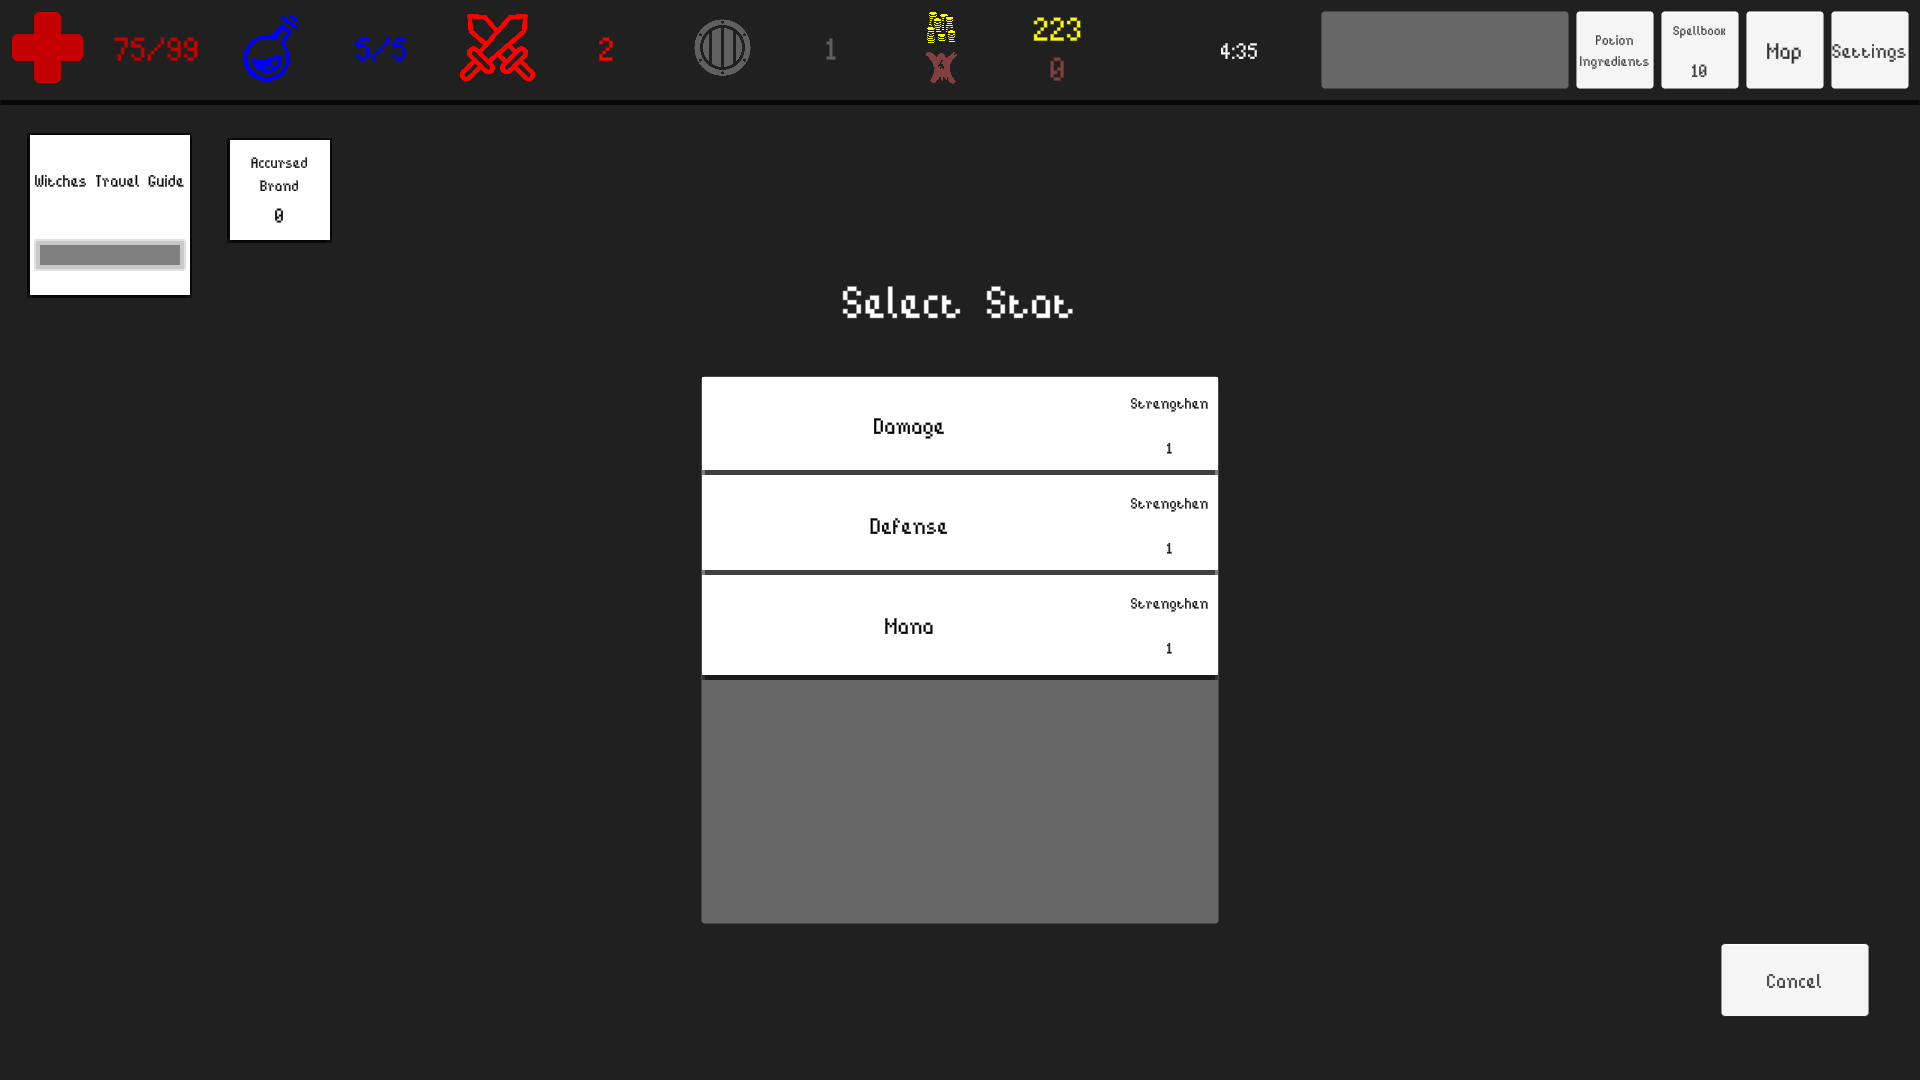 75/99
5/5
2
1
223
0
4:35
Potion
Ingredients
Spellbook
10
Map
Settings
Witches Travel Guide
Accursed
Brand
0
Select Stat
Damage
Strengthen
1
Defense
Strengthen
1
Mana
Strengthen
1
Cancel